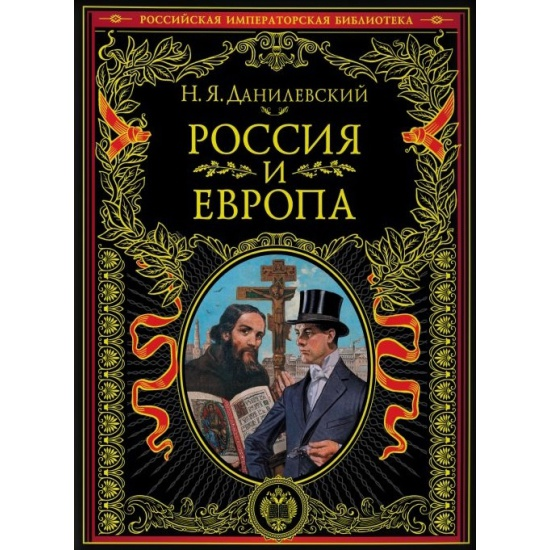 РОССИЙСКАЯ ИМПЕРАТОРСКАЯ БИБЛИОТЕКА
Н. Я. ДАНИЛЕВСКИЙ
РОССИЯ
И
ЕВРОПА